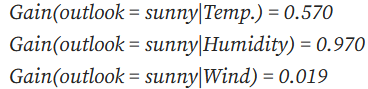 Gain(outlook = sunny|Temp.) = 0.570
Gain(outlook = sunny|Humidity) = 0.970
Gain(outlook = sunny|Wind) = 0.019